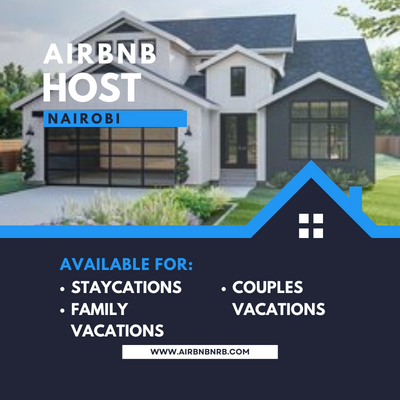 AIRBNB
HOST
NAIROBI
AVAILABLE FOR:
• STAYCATIONS
• FAMILY
VACATIONS
• COUPLES
VACATIONS
WWW.AIRBNBNRB.COM